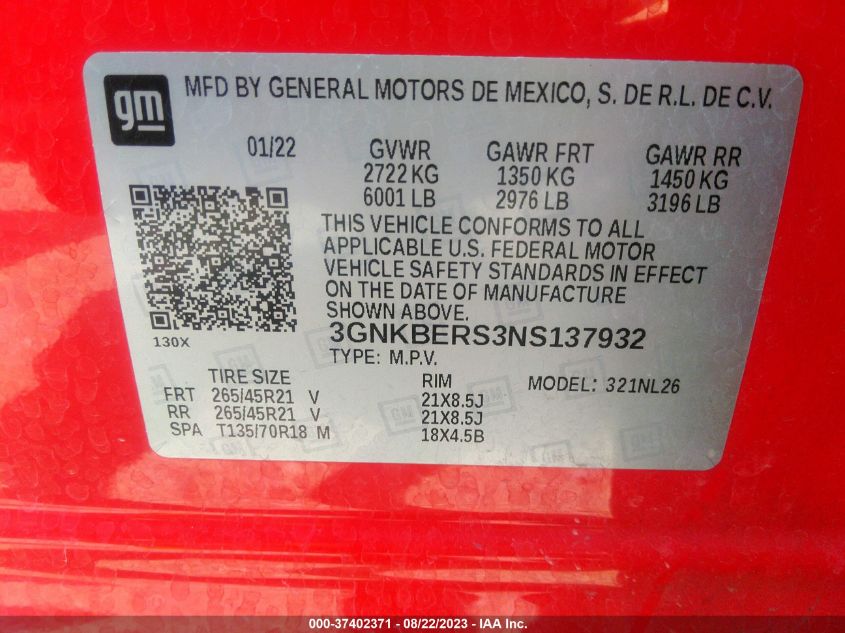 gm MFD BY GENERAL MOTORS DE MEXICO, S. DE R.L. DE C.V.
01/22 GVWR GAWR FRT GAWR RR
2722 KG 1350 KG 1450 KG
6001 LB 2976 LB 3196 LB
THIS VEHICLE CONFORMS TO ALL
APPLICABLE U.S. FEDERAL MOTOR
VEHICLE SAFETY STANDARDS IN EFFECT
ON THE DATE OF MANUFACTURE
SHOWN ABOVE.
130X 3GNKBERS3NS137932
TYPE: M.P.V.
TIRE SIZE RIM MODEL: 321NL26
FRT 265/45R21 V 21X8.5J
RR 265/45R21 V 21X8.5J
SPA T135/70R18 M 18X4.5B
000-37402371 - 08/22/2023 - © IAA Inc.